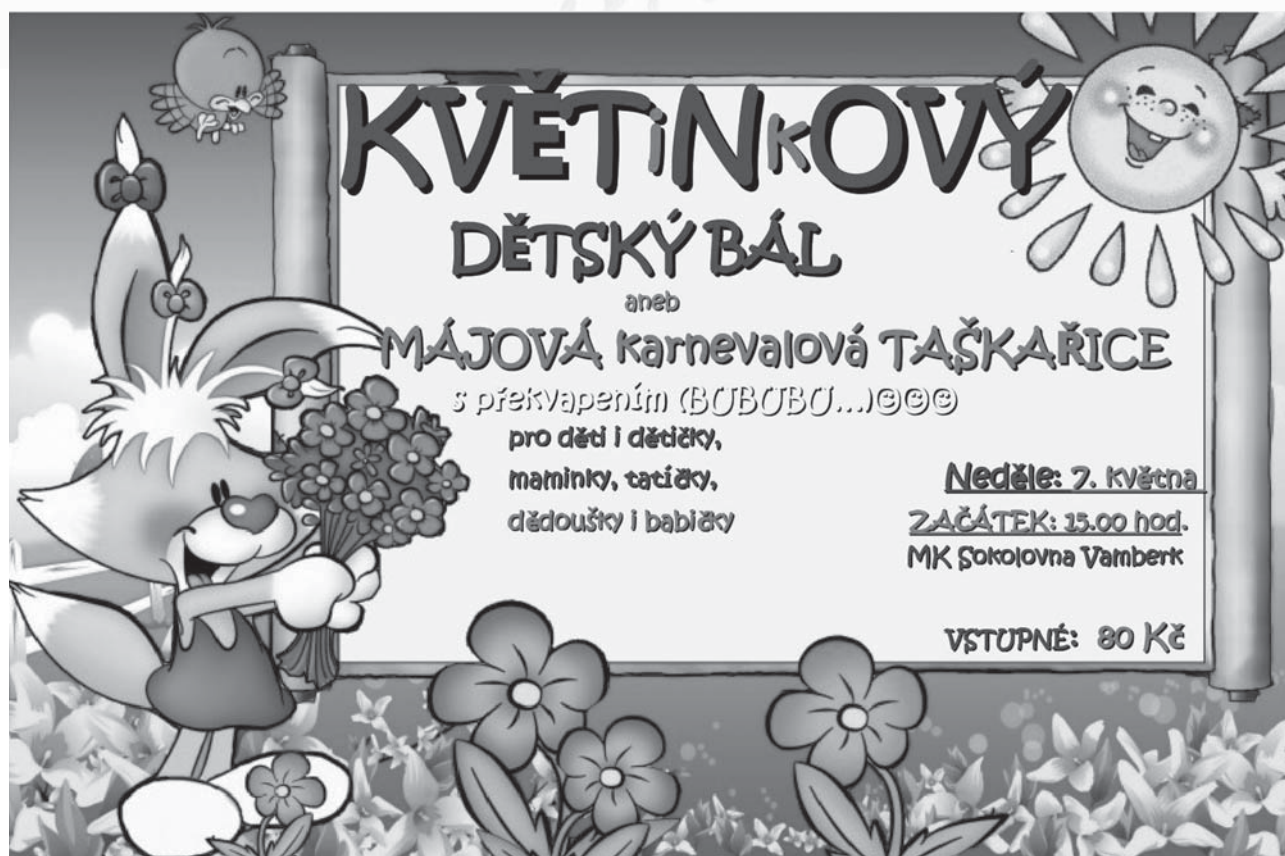 KVĚTiNkOVÝ
DĚTSKÝ BÁL
aneb
MÁJOVÁ karnevalová TAŠKAŘICE
s překvapením (BUBUBU...)☺☺☺
pro děti i dětičky,
maminky, tatíčky,
dědoušky i babičky
Neděle: 7. května
ZAČÁTEK: 15.00 hod.
MK Sokolovna Vamberk
VSTUPNÉ: 80 Kč